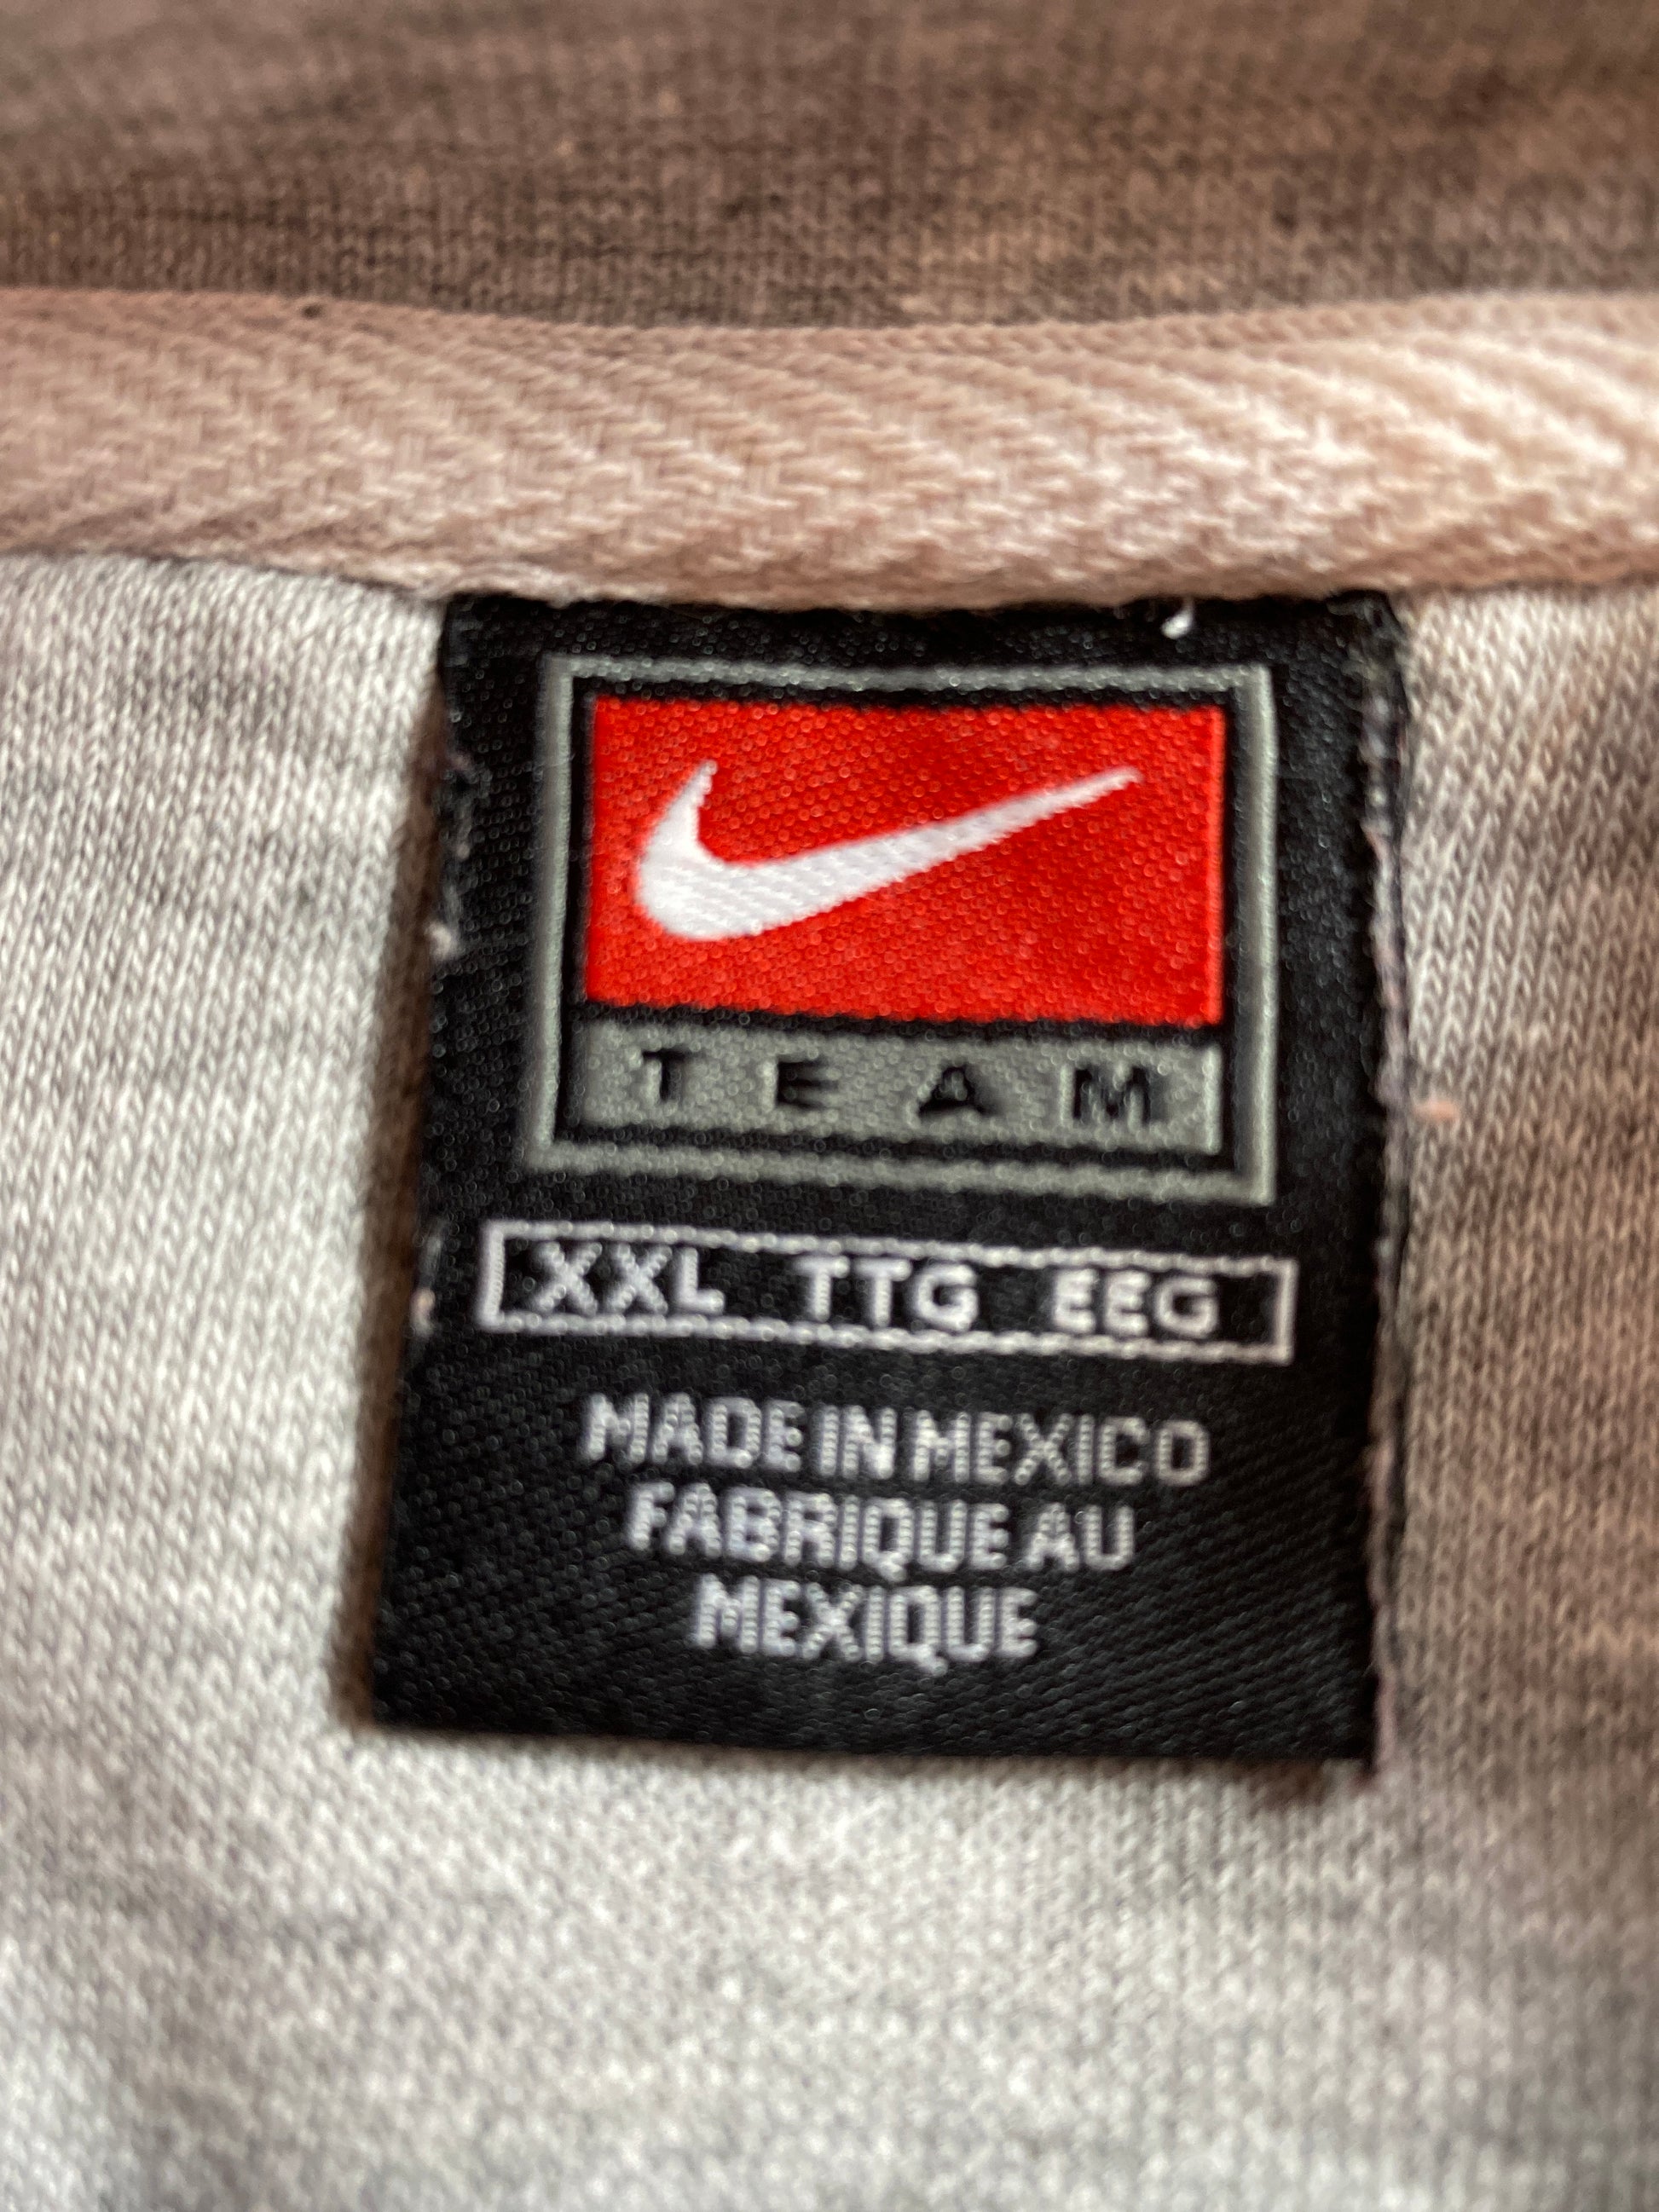 TEAM
XXL TTG EEG
MADE IN MEXICO
FABRIQUE AU
MEXIQUE